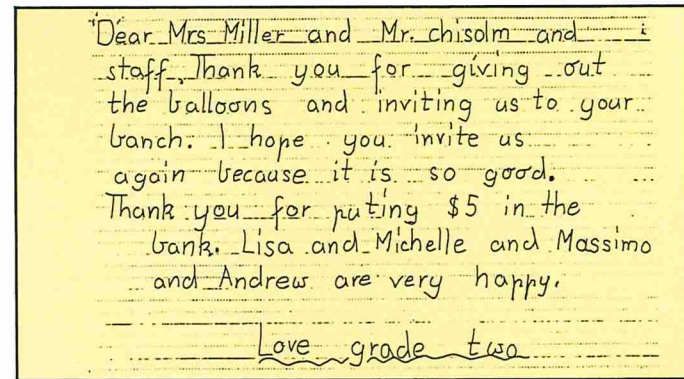 Dear Mrs Miller and Mr. chisolm and
staff, Thank you for giving out
the balloons and inviting us to your
branch. I hope you invite us
again because it is so good.
Thank you for puting $5 in the
bank. Lisa and Michelle and Massimo
and Andrew are very happy.
Love grade two